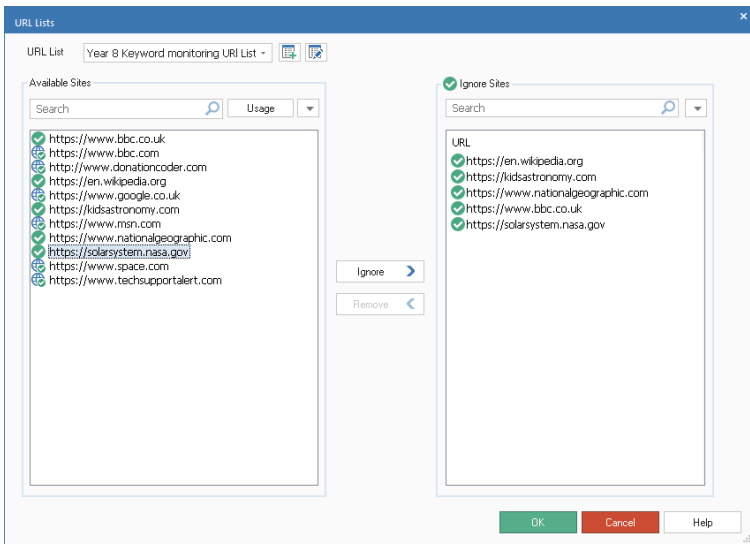 URL Lists
URL List Year 8 Keyword monitoring URl List
Available Sites
Search Usage
https://www.bbc.co.uk
https://www.bbc.com
http://www.donationcoder.com
https://en.wikipedia.org
https://www.google.co.uk
https://kidsastronomy.com
https://www.msn.com
https://www.nationalgeographic.com
https://solarsystem.nasa.gov
https://www.space.com
https://www.techsupportalert.com
Ignore
Remove
Ignore Sites
Search
URL
https://en.wikipedia.org
https://kidsastronomy.com
https://www.nationalgeographic.com
https://www.bbc.co.uk
https://solarsystem.nasa.gov
OK Cancel Help